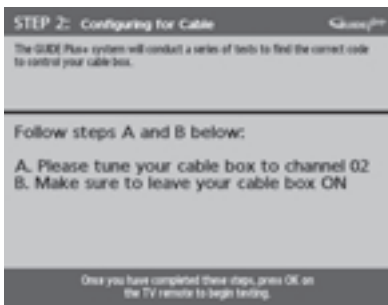 STEP 2: Configuring for Cable
The GUIDE Plus+ system will conduct a series of tests to find the correct code
to control your cable box.
Follow steps A and B below:
A. Please tune your cable box to channel 02
B. Make sure to leave your cable box ON
Once you have completed these steps, press OK on
the TV remote to begin testing.